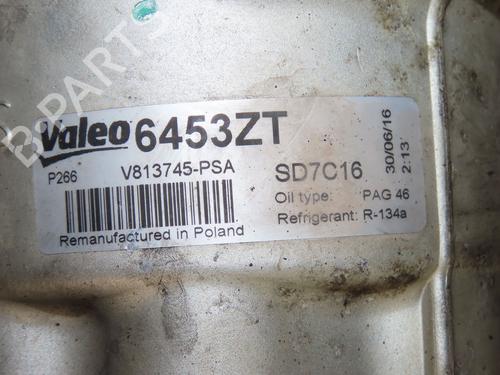 Valeo 6453ZT
P266 V813745-PSA
SD7C16
Oil type: PAG 46
Refrigerant: R-134a
Remanufactured in Poland
30/06/16
2:13
B-PARTS